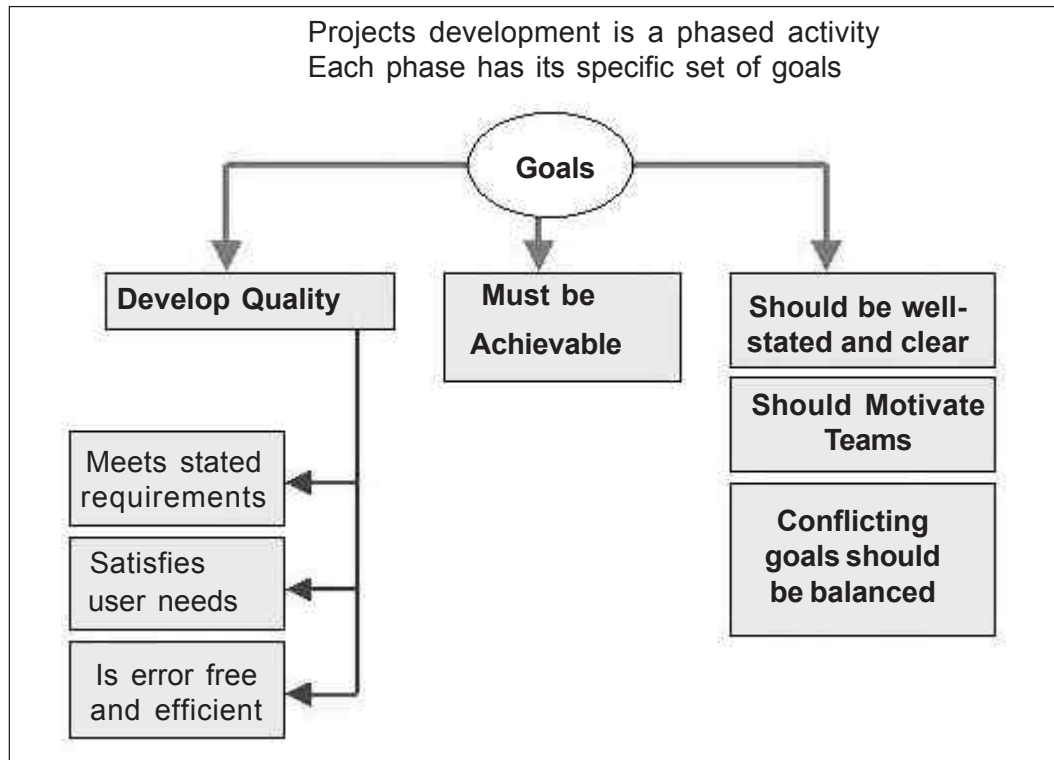 Projects development is a phased activity
Each phase has its specific set of goals
Goals
Develop Quality
Must be
Achievable
Should be well-
stated and clear
Should Motivate
Teams
Conflicting
goals should
be balanced
Meets stated
requirements
Satisfies
user needs
Is error free
and efficient